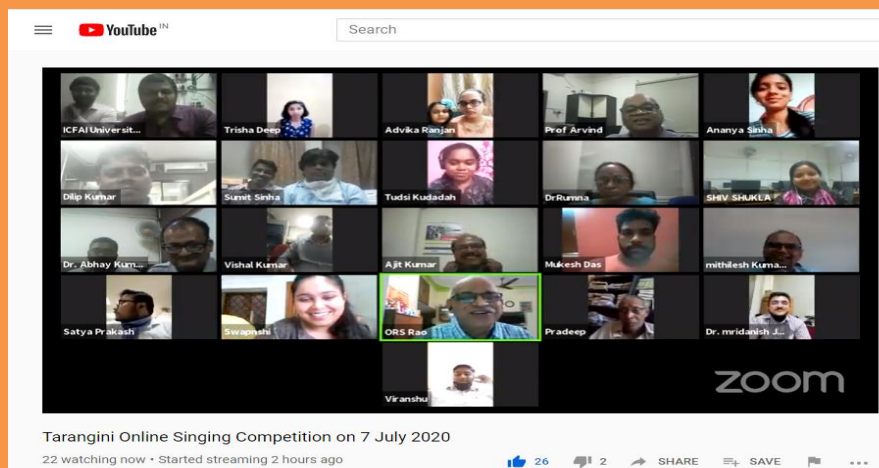 YouTube IN
Search
ICFAI Universit...
Trisha Deep
Advika Ranjan
Prof Arvind
Ananya Sinha
Dilip Kumar
Sumit Sinha
Tudsi Kudadah
DrRumna
SHIV SHUKLA
Dr. Abhay Kum...
Vishal Kumar
Ajit Kumar
Mukesh Das
mithilesh Kuma...
Satya Prakash
Swapnshi
ORS Rao
Pradeep
Dr. mridanish J...
Viranshu
zoom
Tarangini Online Singing Competition on 7 July 2020
22 watching now • Started streaming 2 hours ago
26
2
SHARE
SAVE